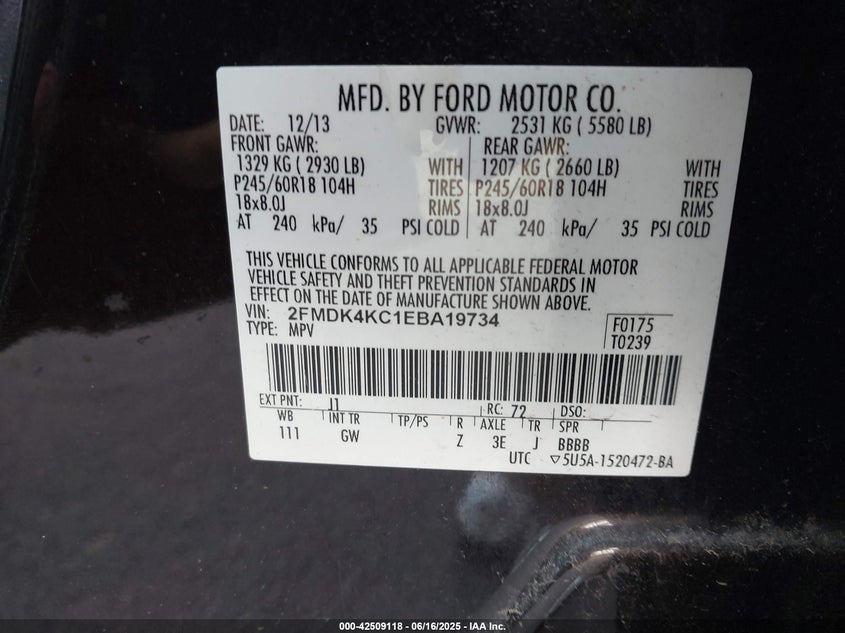 MFD. BY FORD MOTOR CO.
DATE: 12/13 GVWR: 2531 KG ( 5580 LB)
FRONT GAWR: REAR GAWR:
1329 KG ( 2930 LB) WITH 1207 KG ( 2660 LB) WITH
P245/60R18 104H TIRES P245/60R18 104H TIRES
18x8.0J RIMS 18x8.0J RIMS
AT 240 kPa/ 35 PSI COLD AT 240 kPa/ 35 PSI COLD
THIS VEHICLE CONFORMS TO ALL APPLICABLE FEDERAL MOTOR
VEHICLE SAFETY AND THEFT PREVENTION STANDARDS IN
EFFECT ON THE DATE OF MANUFACTURE SHOWN ABOVE.
VIN: 2FMDK4KC1EBA19734
TYPE: MPV
F0175
T0239
EXT PNT: J1 RC: 72 DSO:
WB INT TR TP/PS R AXLE TR SPR
111 GW Z 3E J BBBB
UTC ▽5U5A-1520472-BA
000-42509118 - 06/16/2025 - IAA Inc.